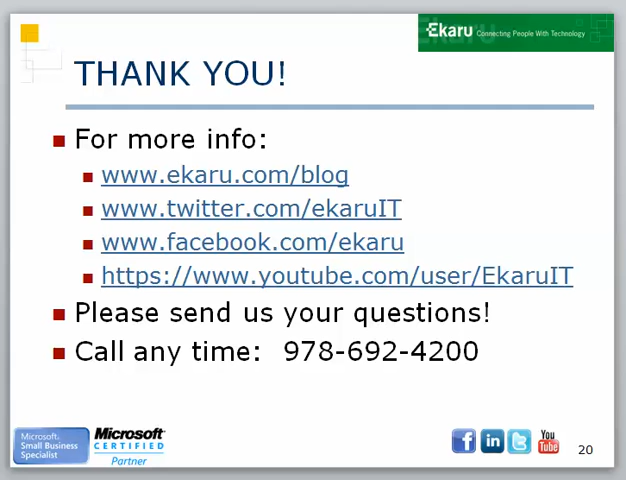 Ekaru Connecting People With Technology
THANK YOU!
For more info:
www.ekaru.com/blog
www.twitter.com/ekaruIT
www.facebook.com/ekaru
https://www.youtube.com/user/EkaruIT
Please send us your questions!
Call any time: 978-692-4200
Microsoft
Small Business
Specialist
Microsoft
CERTIFIED
Partner
f
in
t
You
Tube
20